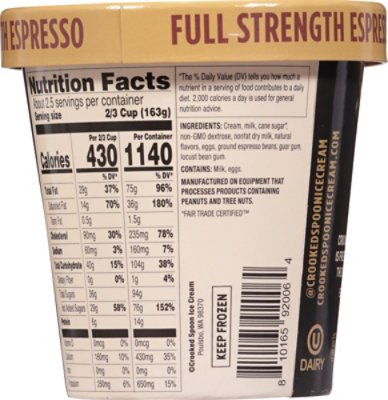 H ESPRESSO
FULL STRENGTH ESPRE
Nutrition Facts
About 2.5 servings per container
Serving size 2/3 Cup (163g)
Per 2/3 Cup Per Container
Calories 430 1140
% DV* % DV*
Total Fat 29g 37% 75g 96%
Saturated Fat 14g 70% 36g 180%
Trans Fat 0.5g 1.5g
Cholesterol 90mg 30% 235mg 78%
Sodium 60mg 3% 160mg 7%
Total Carbohydrate 40g 15% 104g 38%
Dietary Fiber 0g 0% 1g 4%
Total Sugars 36g 94g
Incl. Added Sugars 29g 58% 76g 152%
Protein 14g
Vitamin D 0mcg 0% 0mcg 0%
160mg 10% 430mg 35%
0mg 0% 0mg 0%
250mg 6% 650mg 15%
*The % Daily Value (DV) tells you how much a
nutrient in a serving of food contributes to a daily
diet. 2,000 calories a day is used for general
nutrition advice.
INGREDIENTS: Cream, milk, cane sugar*,
non-GMO dextrose, nonfat dry milk, natural
flavors, eggs, ground espresso beans, guar gum,
locust bean gum.
CONTAINS: Milk, eggs.
MANUFACTURED ON EQUIPMENT THAT
PROCESSES PRODUCTS CONTAINING
PEANUTS AND TREE NUTS.
*FAIR TRADE CERTIFIED™
©Crooked Spoon Ice Cream
Poulsbo, WA 98370
KEEP FROZEN
8 10165 92006 4
@CROOKEDSPOONICECREAM
CROOKEDSPOONICECREAM.COM
U
DAIRY